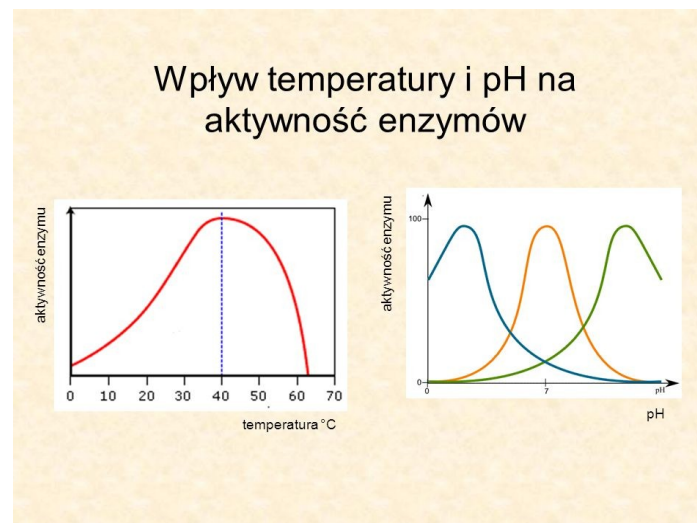 Wpływ temperatury i pH na
aktywność enzymów
aktywność enzymu
0 10 20 30 40 50 60 70
temperatura °C
aktywność enzymu
100
0
0 7 pH
pH